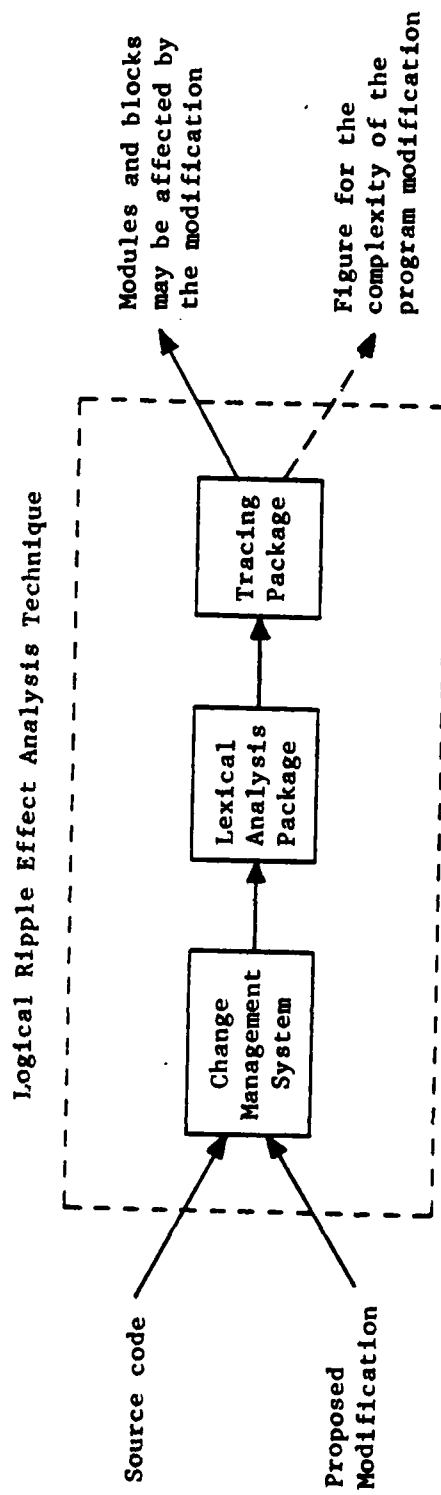 Logical Ripple Effect Analysis Technique
Source code
Proposed
Modification
Change
Management
System
Lexical
Analysis
Package
Tracing
Package
Modules and blocks
may be affected by
the modification
Figure for the
complexity of the
program modification